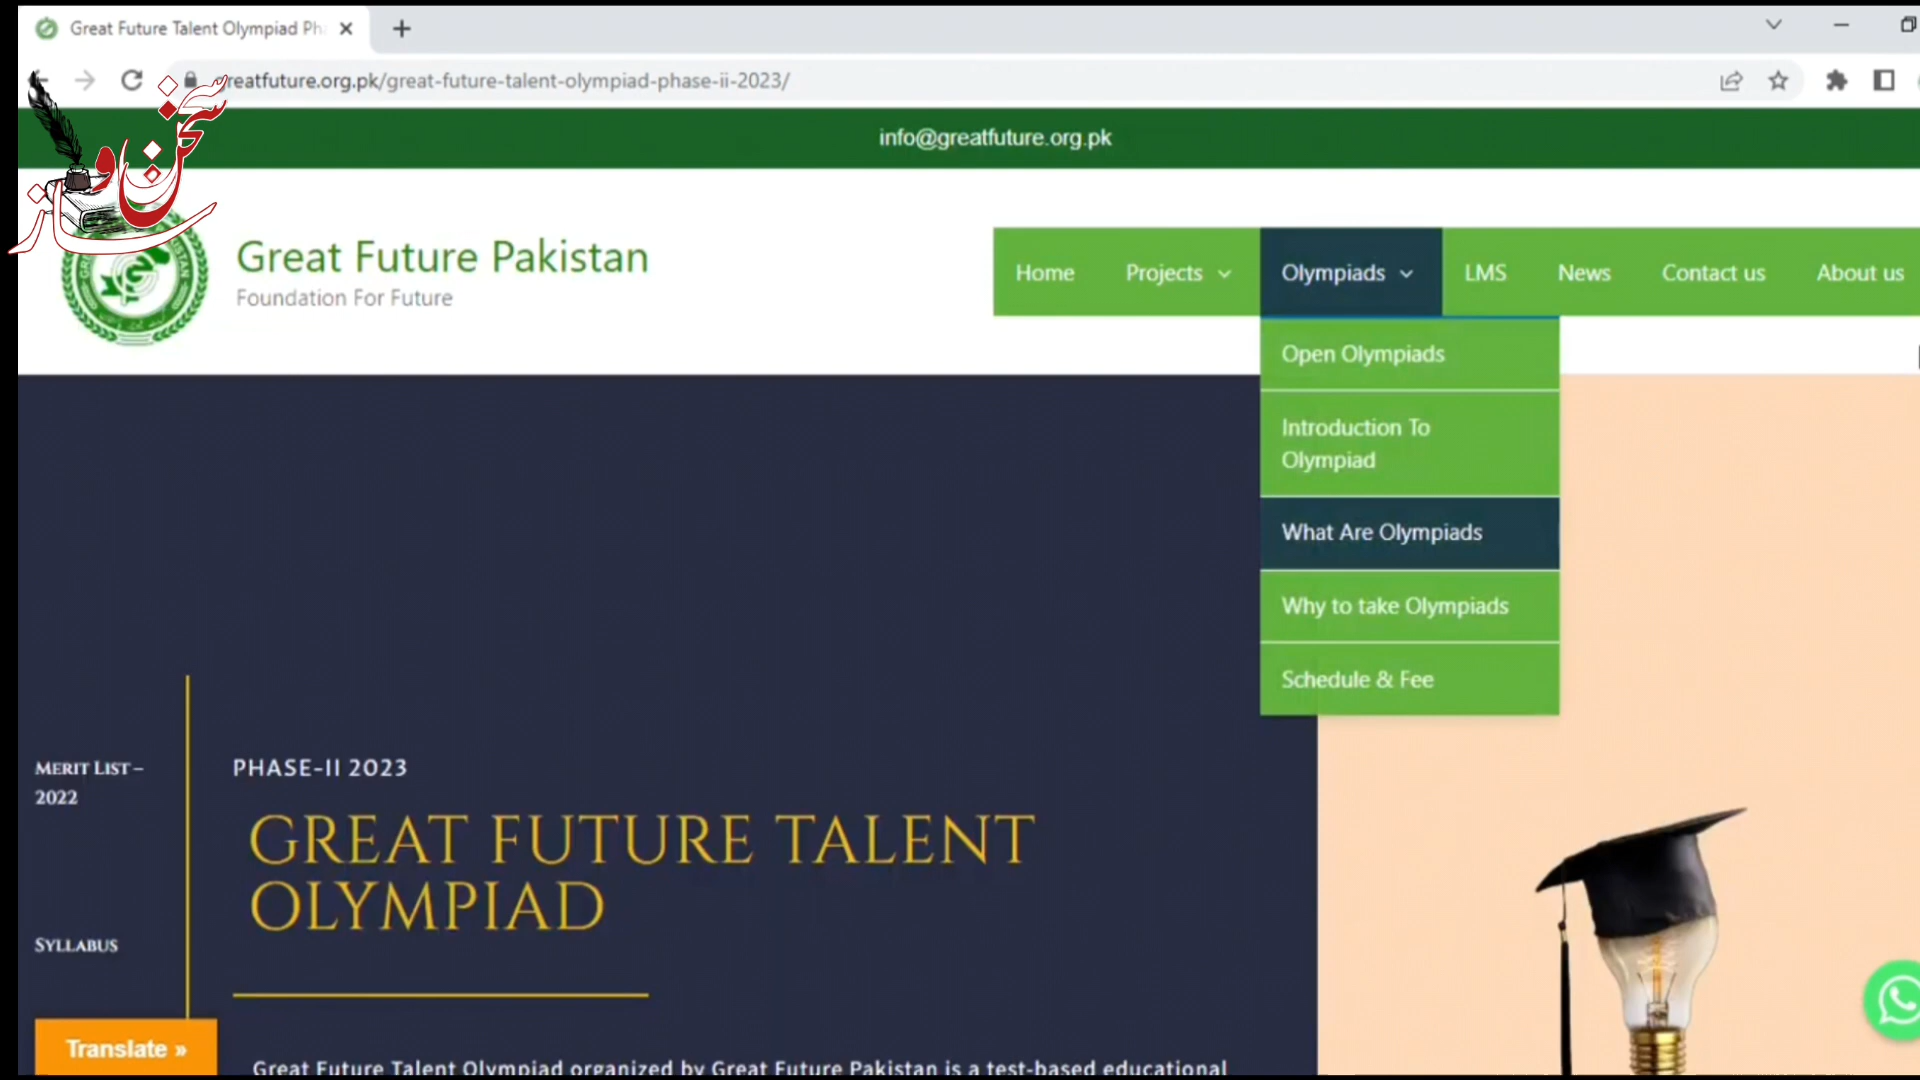 Great Future Talent Olympiad Ph
greatfuture.org.pk/great-future-talent-olympiad-phase-ii-2023/
info@greatfuture.org.pk
سخن و ساز
Great Future Pakistan
Foundation For Future
Home
Projects
Olympiads
LMS
News
Contact us
About us
Open Olympiads
Introduction To
Olympiad
What Are Olympiads
Why to take Olympiads
Schedule & Fee
MERIT LIST –
2022
SYLLABUS
PHASE-II 2023
GREAT FUTURE TALENT
OLYMPIAD
Translate »
Great Future Talent Olympiad organized by Great Future Pakistan is a test-based educational